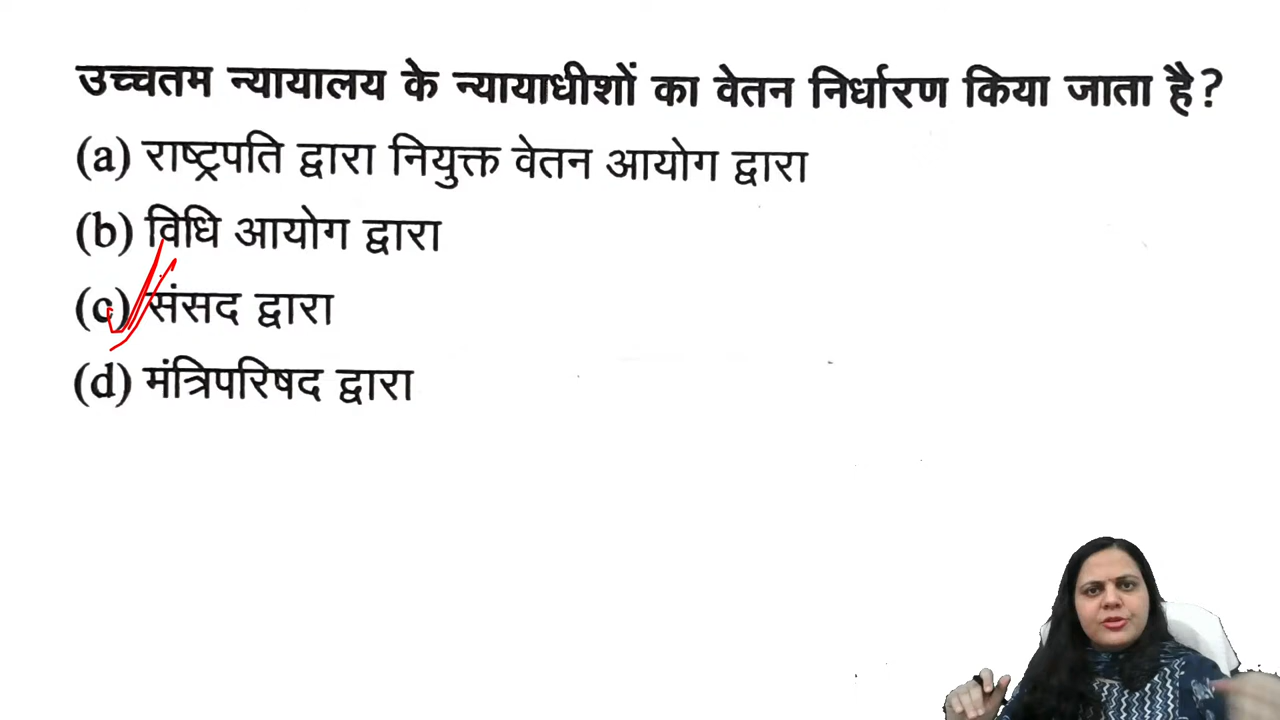 उच्चतम न्यायालय के न्यायाधीशों का वेतन निर्धारण किया जाता है?
(a) राष्ट्रपति द्वारा नियुक्त वेतन आयोग द्वारा
(b) विधि आयोग द्वारा
(c) संसद द्वारा
(d) मंत्रिपरिषद द्वारा